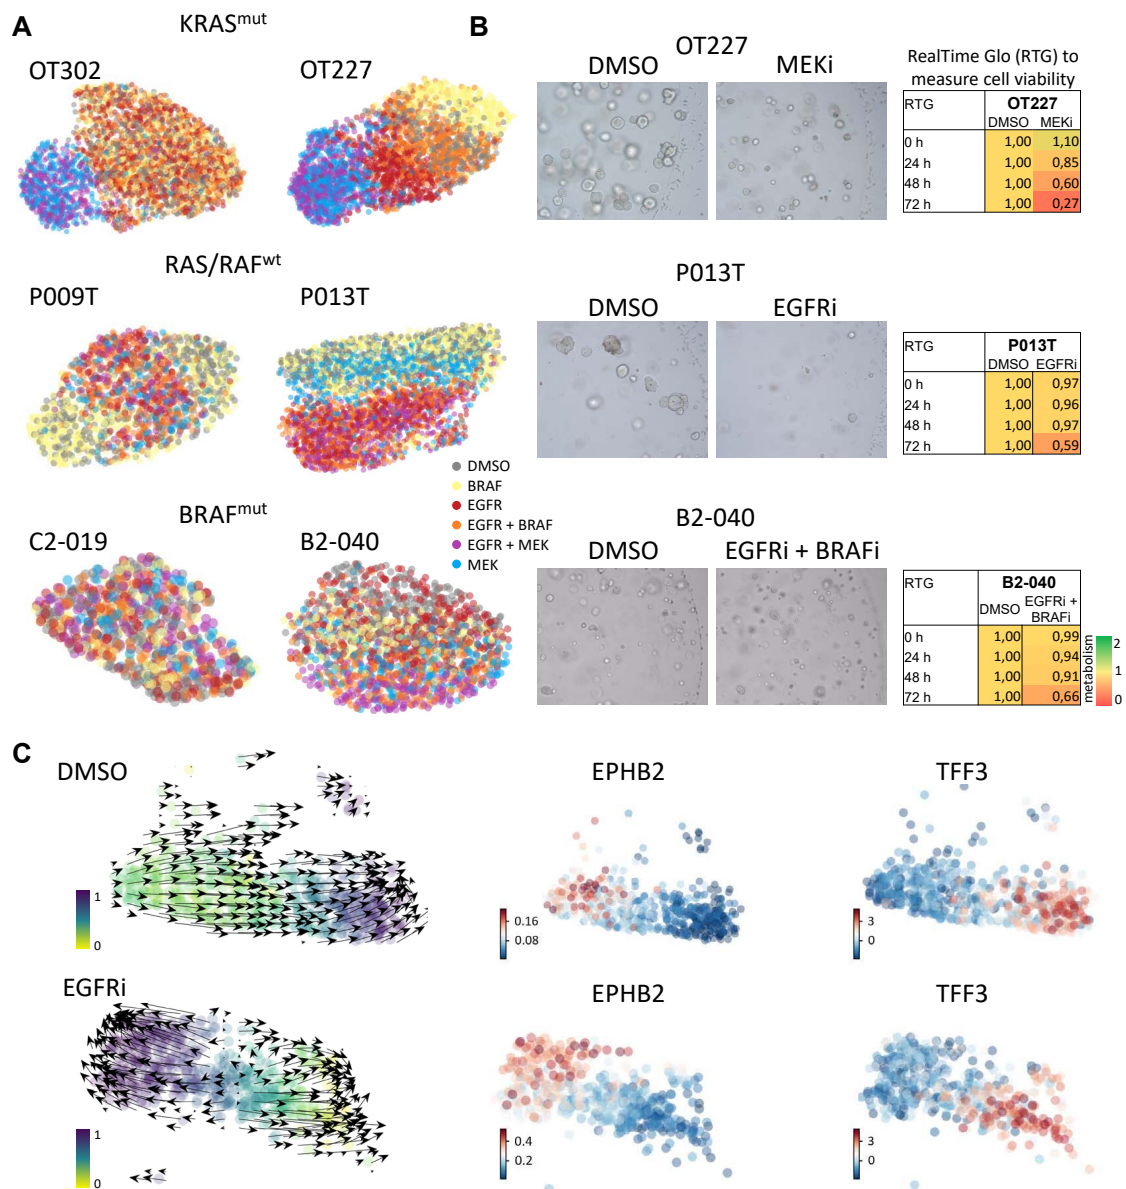 A
KRASmut
OT302
OT227
RAS/RAFwt
P009T
P013T
BRAFmut
C2-019
B2-040
DMSO
BRAF
EGFR
EGFR + BRAF
EGFR + MEK
MEK
B
OT227
DMSO MEKi
RealTime Glo (RTG) to
measure cell viability
RTG OT227
DMSO MEKi
0 h 1,00 1,10
24 h 1,00 0,85
48 h 1,00 0,60
72 h 1,00 0,27
P013T
DMSO EGFRi
RTG P013T
DMSO EGFRi
0 h 1,00 0,97
24 h 1,00 0,96
48 h 1,00 0,97
72 h 1,00 0,59
B2-040
DMSO EGFRi + BRAFi
RTG B2-040
DMSO EGFRi +
BRAFi
0 h 1,00 0,99
24 h 1,00 0,94
48 h 1,00 0,91
72 h 1,00 0,66
metabolism
2
1
0
C
DMSO
1
0
EPHB2
0.16
0.08
TFF3
3
0
EGFRi
1
0
EPHB2
0.4
0.2
TFF3
3
0